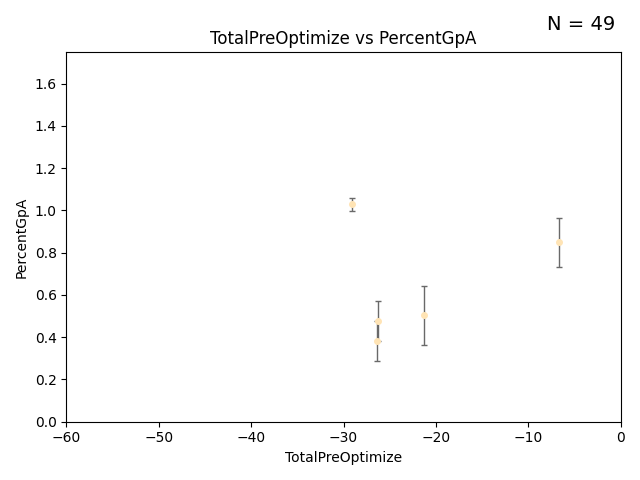 N = 49
TotalPreOptimize vs PercentGpA
1.6
1.4
1.2
1.0
0.8
0.6
0.4
0.2
0.0
PercentGpA
−60 −50 −40 −30 −20 −10 0
TotalPreOptimize